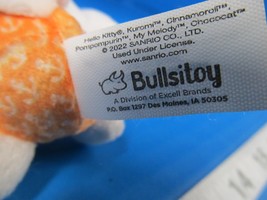 Hello Kitty®, Kuromi™, Cinnamoroll™,
Pompompurin™, My Melody™, Chococat™
© 2022 SANRIO CO., LTD.
Used Under License.
www.sanrio.com
Bullsitoy
A Division of Excell Brands
P.O. Box 1297 Des Moines, IA 50305
14